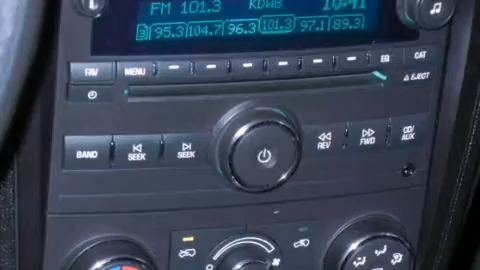 FM 101.3 KDWB 10:41
3 95.3 104.7 96.3 101.3 97.1 89.3
FAV MENU EQ CAT
EJECT
BAND SEEK SEEK REV FWD CD/AUX